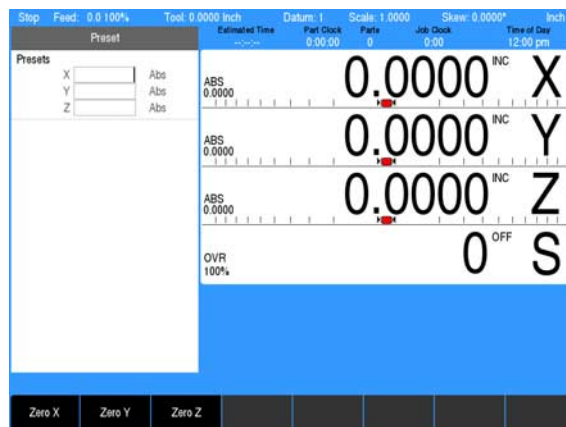 Stop Feed: 0.0 100% Tool: 0.0000 Inch Datum: 1 Scale: 1.0000 Skew: 0.0000° Inch
Preset
Estimated Time Part Clock Parts Job Clock Time of Day
--:--:-- 0:00:00 0 0:00 12:00 pm
Presets
X Abs
Y Abs
Z Abs
ABS
0.0000
0.0000 INC X
ABS
0.0000
0.0000 INC Y
ABS
0.0000
0.0000 INC Z
OVR
100%
0 OFF S
Zero X Zero Y Zero Z